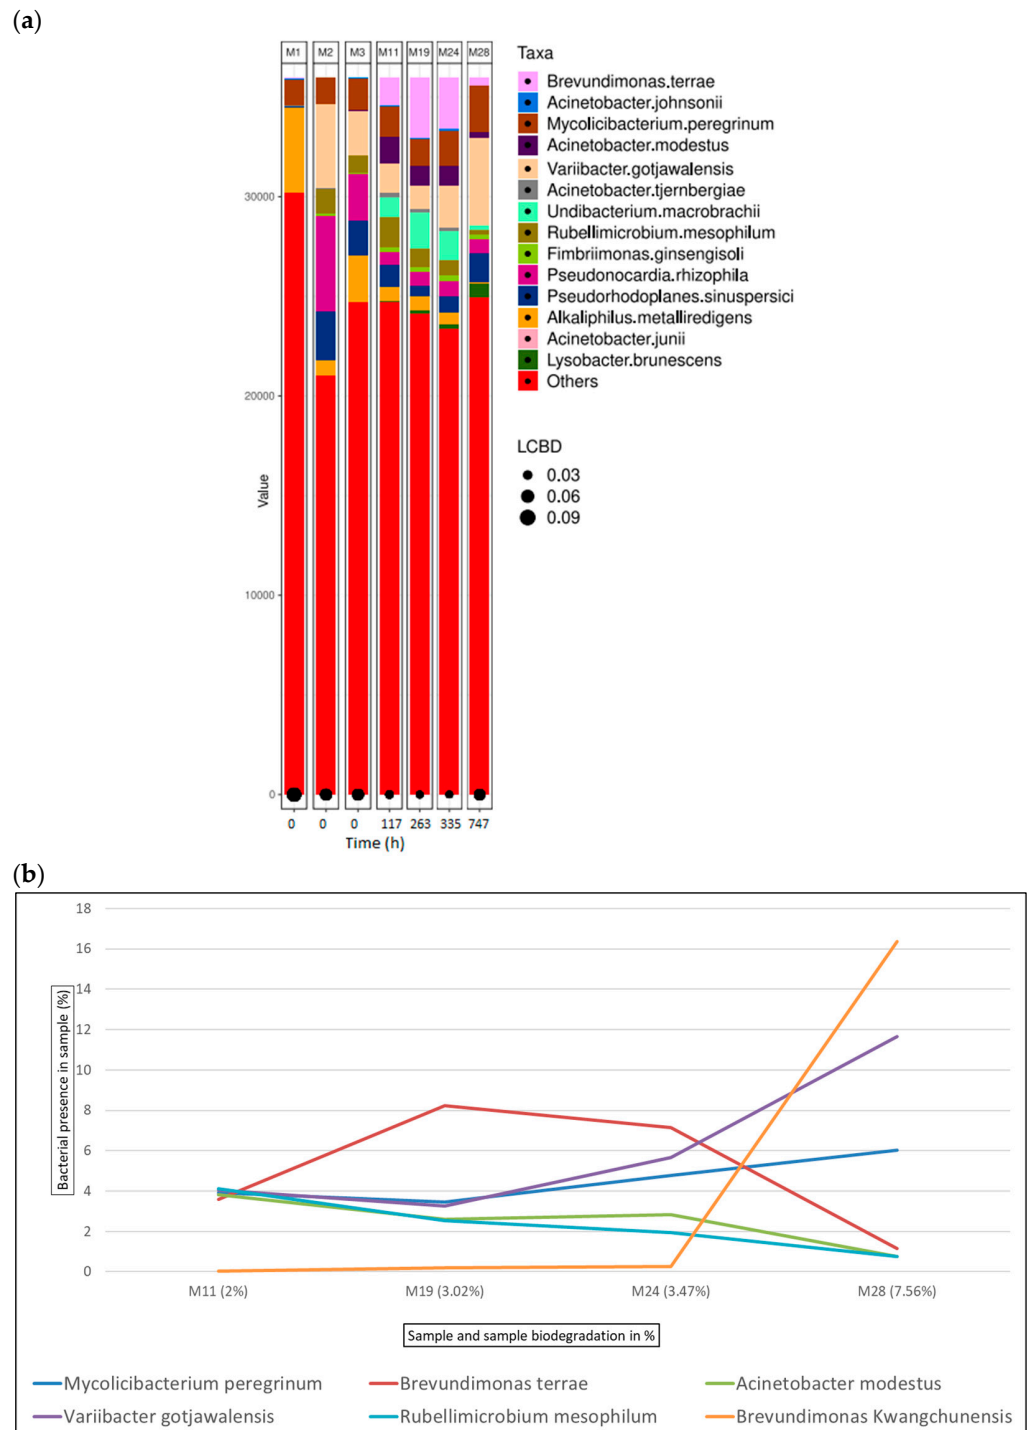 (a)
M1 M2 M3 M11 M19 M24 M28
Taxa
Brevundimonas.terrae
Acinetobacter.johnsonii
Mycolicibacterium.peregrinum
Acinetobacter.modestus
Variibacter.gotjawalensis
Acinetobacter.tjernbergiae
Undibacterium.macrobrachii
Rubellimicrobium.mesophilum
Fimbriimonas.ginsengisoli
Pseudonocardia.rhizophila
Pseudorhodoplanes.sinuspersici
Alkaliphilus.metalliredigens
Acinetobacter.junii
Lysobacter.brunescens
Others
LCBD
0.03
0.06
0.09
30000
20000
10000
0
Value
0 0 0 117 263 335 747
Time (h)
(b)
18
16
14
12
10
8
6
4
2
0
Bacterial presence in sample (%)
M11 (2%) M19 (3.02%) M24 (3.47%) M28 (7.56%)
Sample and sample biodegradation in %
Mycolicibacterium peregrinum Brevundimonas terrae Acinetobacter modestus
Variibacter gotjawalensis Rubellimicrobium mesophilum Brevundimonas Kwangchunensis